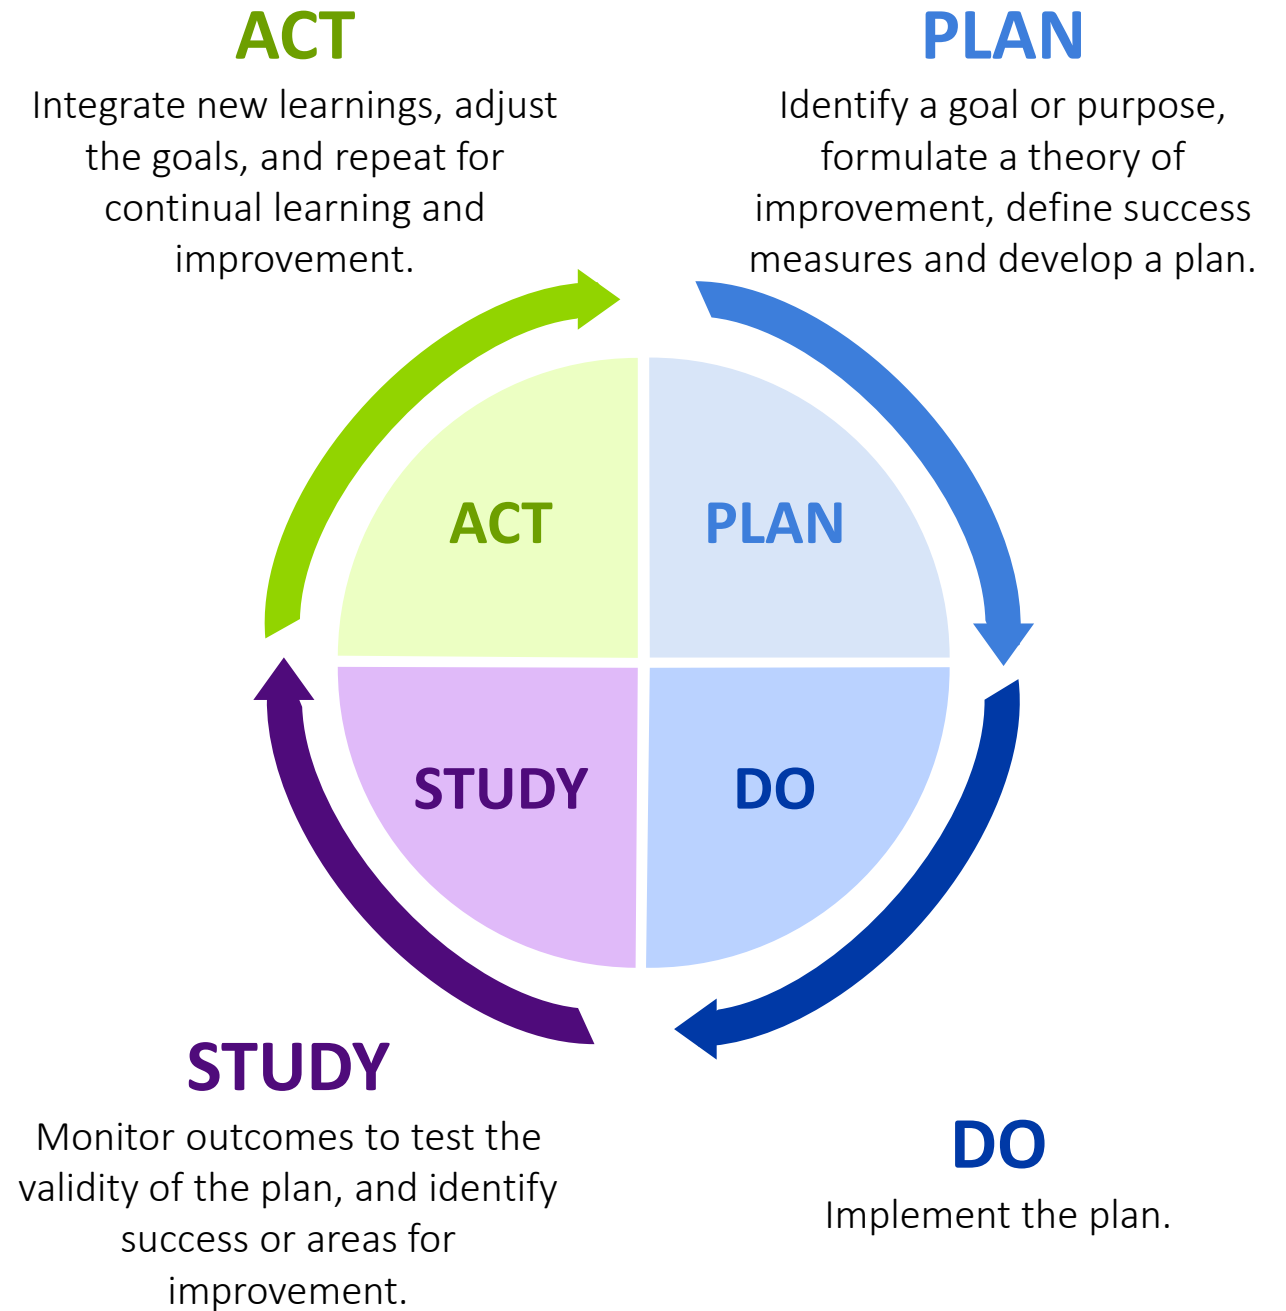 ACT
Integrate new learnings, adjust
the goals, and repeat for
continual learning and
improvement.
PLAN
Identify a goal or purpose,
formulate a theory of
improvement, define success
measures and develop a plan.
ACT
PLAN
STUDY
DO
STUDY
Monitor outcomes to test the
validity of the plan, and identify
success or areas for
improvement.
DO
Implement the plan.